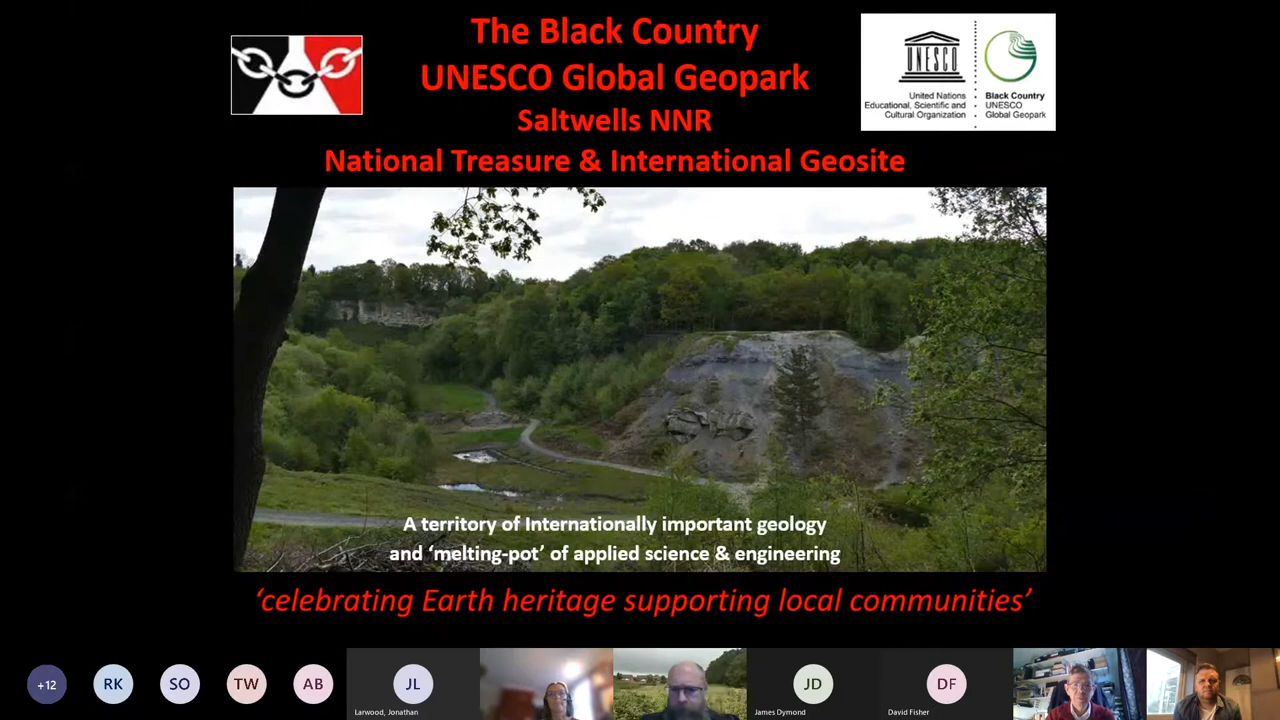 The Black Country
UNESCO Global Geopark
Saltwells NNR
National Treasure & International Geosite
UNESCO
United Nations
Educational, Scientific and
Cultural Organization
Black Country
UNESCO
Global Geopark
A territory of Internationally important geology
and ‘melting-pot’ of applied science & engineering
‘celebrating Earth heritage supporting local communities’
+12
RK
SO
TW
AB
JL
Larwood, Jonathan
JD
James Dymond
DF
David Fisher